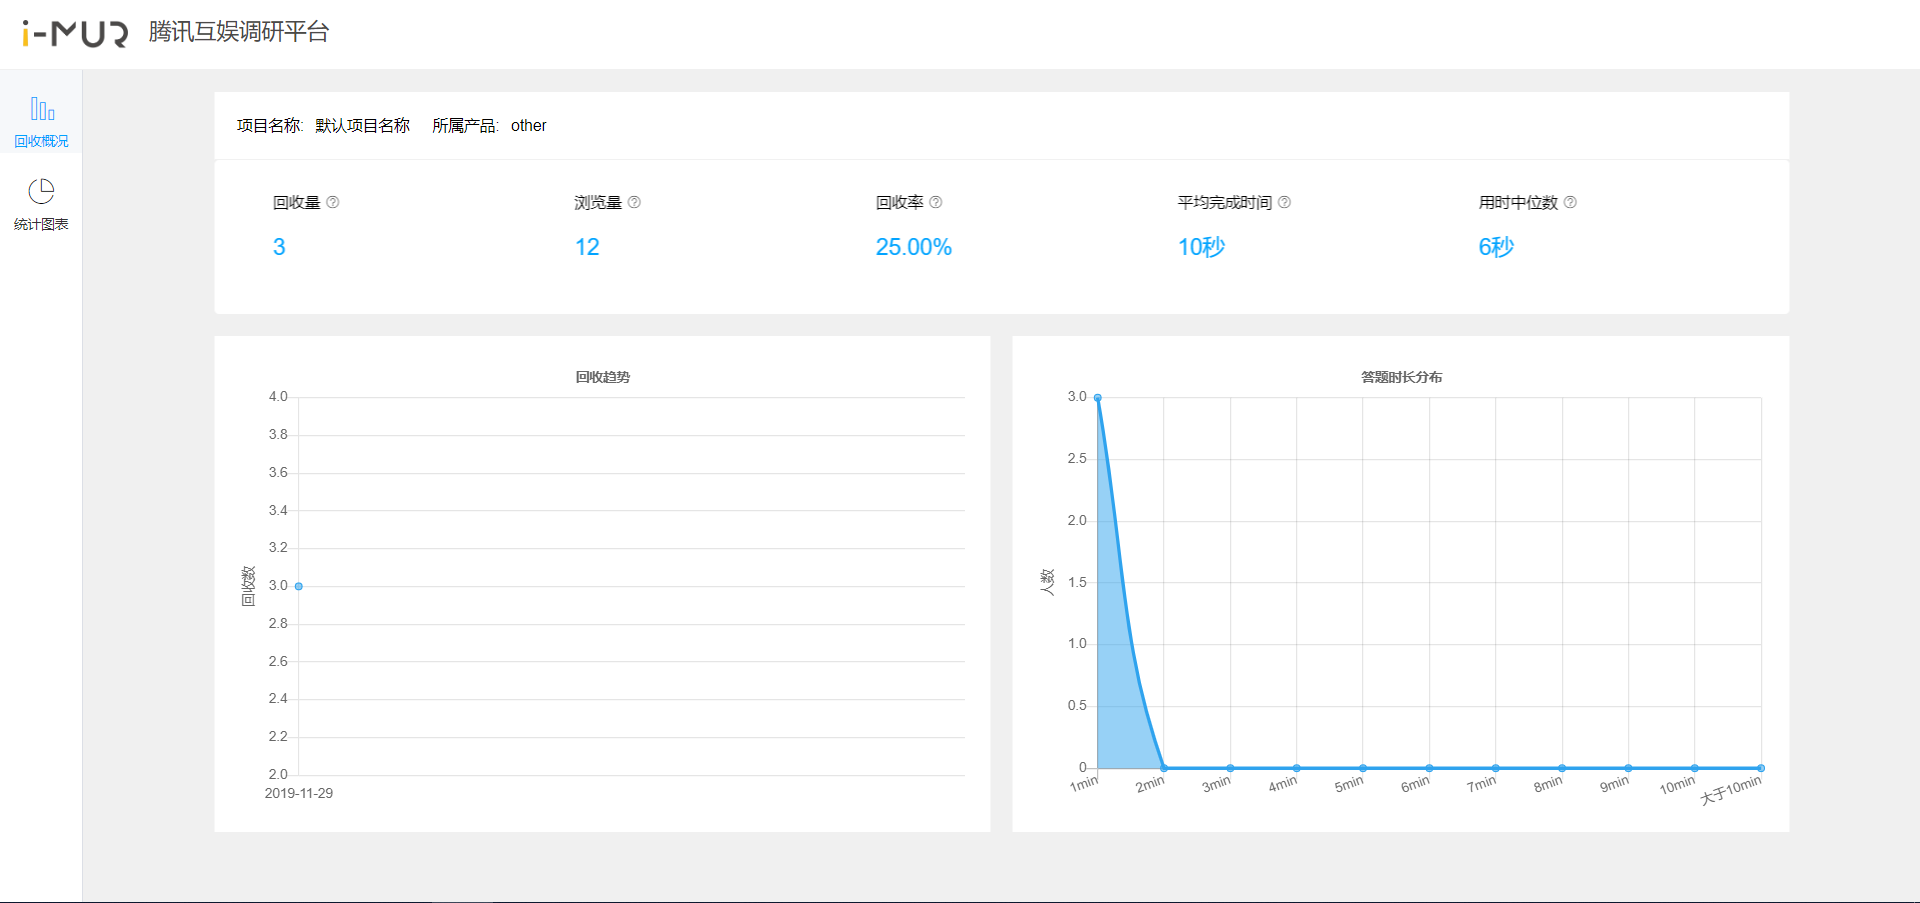 i-MUR 腾讯互娱调研平台
回收概况
统计图表
项目名称: 默认项目名称 所属产品: other
回收量 浏览量 回收率 平均完成时间 用时中位数
3 12 25.00% 10秒 6秒
回收趋势
4.0
3.8
3.6
3.4
3.2
3.0
2.8
2.6
2.4
2.2
2.0
回收数
2019-11-29
答题时长分布
3.0
2.5
2.0
1.5
1.0
0.5
0
人数
1min 2min 3min 4min 5min 6min 7min 8min 9min 10min 大于10min